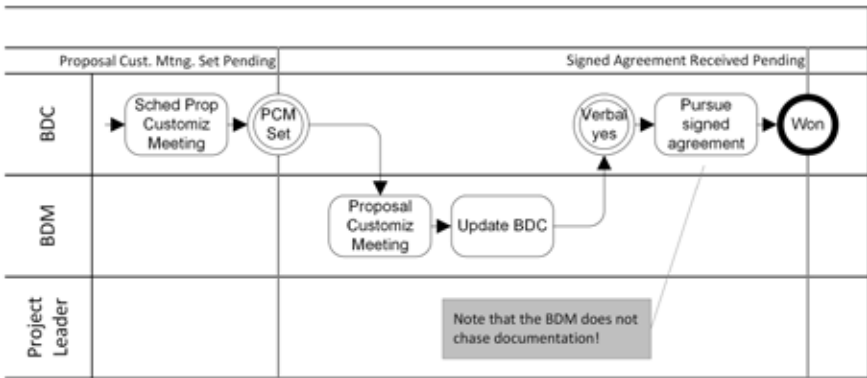 Proposal Cust. Mtng. Set Pending
Signed Agreement Received Pending
BDC
Sched Prop
Customiz
Meeting
PCM
Set
Verbal
yes
Pursue
signed
agreement
Won
BDM
Proposal
Customiz
Meeting
Update BDC
Project
Leader
Note that the BDM does not
chase documentation!